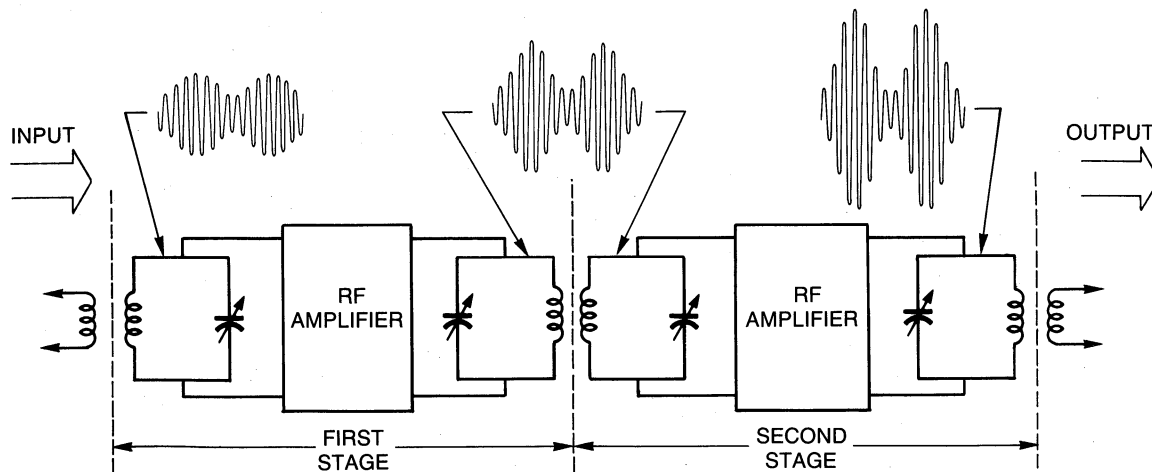 INPUT
OUTPUT
RF
AMPLIFIER
RF
AMPLIFIER
FIRST
STAGE
SECOND
STAGE